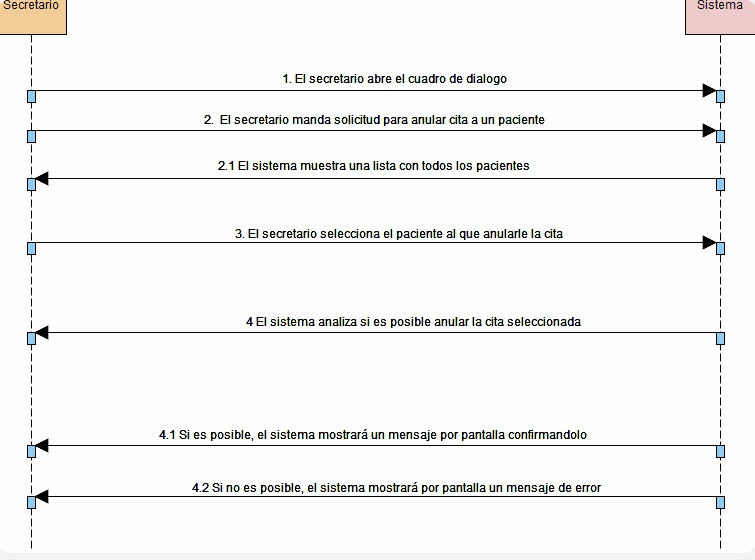 Secretario
Sistema
1. El secretario abre el cuadro de dialogo
2. El secretario manda solicitud para anular cita a un paciente
2.1 El sistema muestra una lista con todos los pacientes
3. El secretario selecciona el paciente al que anularle la cita
4 El sistema analiza si es posible anular la cita seleccionada
4.1 Si es posible, el sistema mostrará un mensaje por pantalla confirmandolo
4.2 Si no es posible, el sistema mostrará por pantalla un mensaje de error